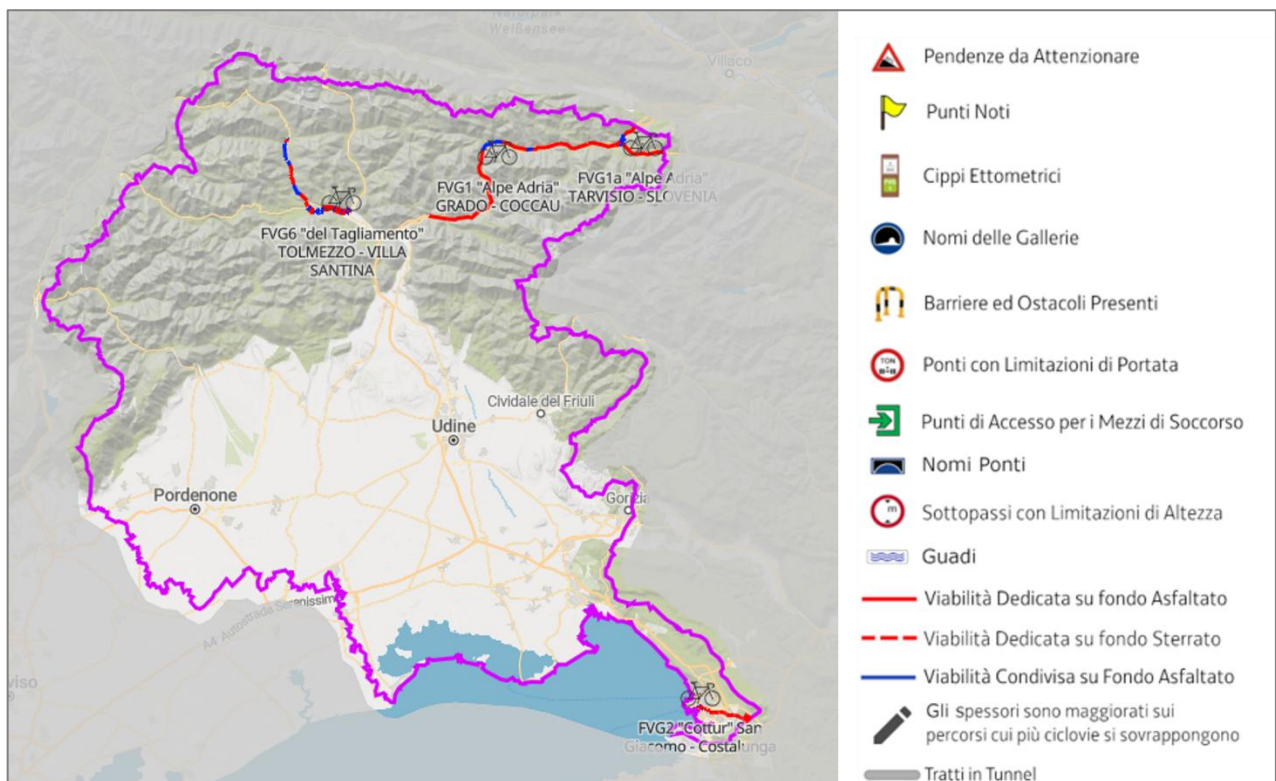 Naturpark
Weißensee
Villaco
FVG1 "Alpe Adria"
GRADO - COCCAU
FVG1a "Alpe Adria"
TARVISIO - SLOVENIA
FVG6 "del Tagliamento"
TOLMEZZO - VILLA
SANTINA
Cividale del Friuli
Udine
Pordenone
Gorizia
A4 Autostrada Serenissima
viso
FVG2 "Cottur" San
Giacomo - Costalunga
Pendenze da Attenzionare
Punti Noti
Cippi Ettometrici
Nomi delle Gallerie
Barriere ed Ostacoli Presenti
TON
Ponti con Limitazioni di Portata
Punti di Accesso per i Mezzi di Soccorso
Nomi Ponti
m
Sottopassi con Limitazioni di Altezza
Guadi
Viabilità Dedicata su fondo Asfaltato
Viabilità Dedicata su fondo Sterrato
Viabilità Condivisa su Fondo Asfaltato
Gli spessori sono maggiorati sui
percorsi cui più ciclovie si sovrappongono
Tratti in Tunnel